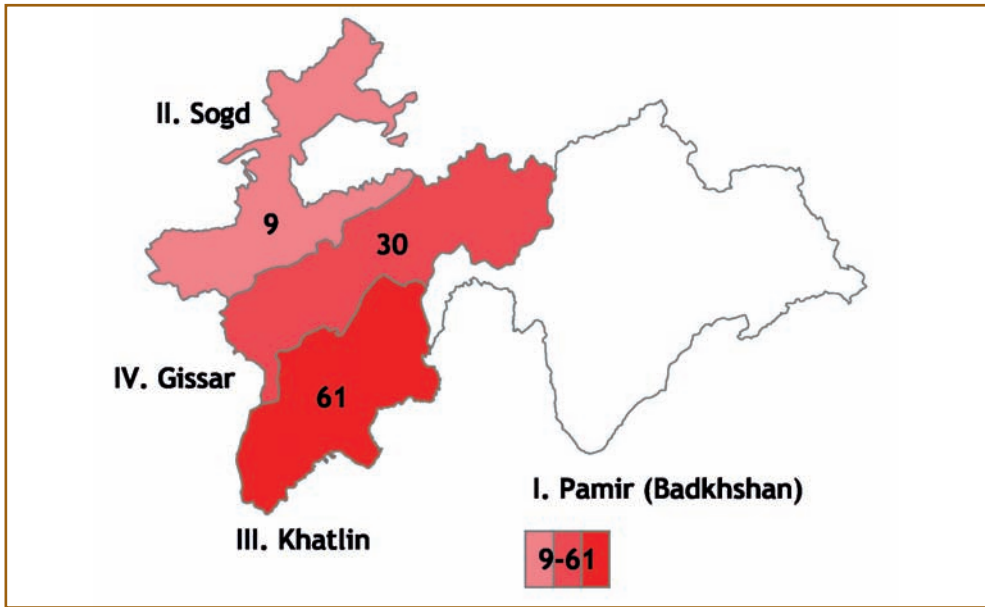 II. Sogd
9
30
IV. Gissar
61
I. Pamir (Badkhshan)
III. Khatlin
9-61